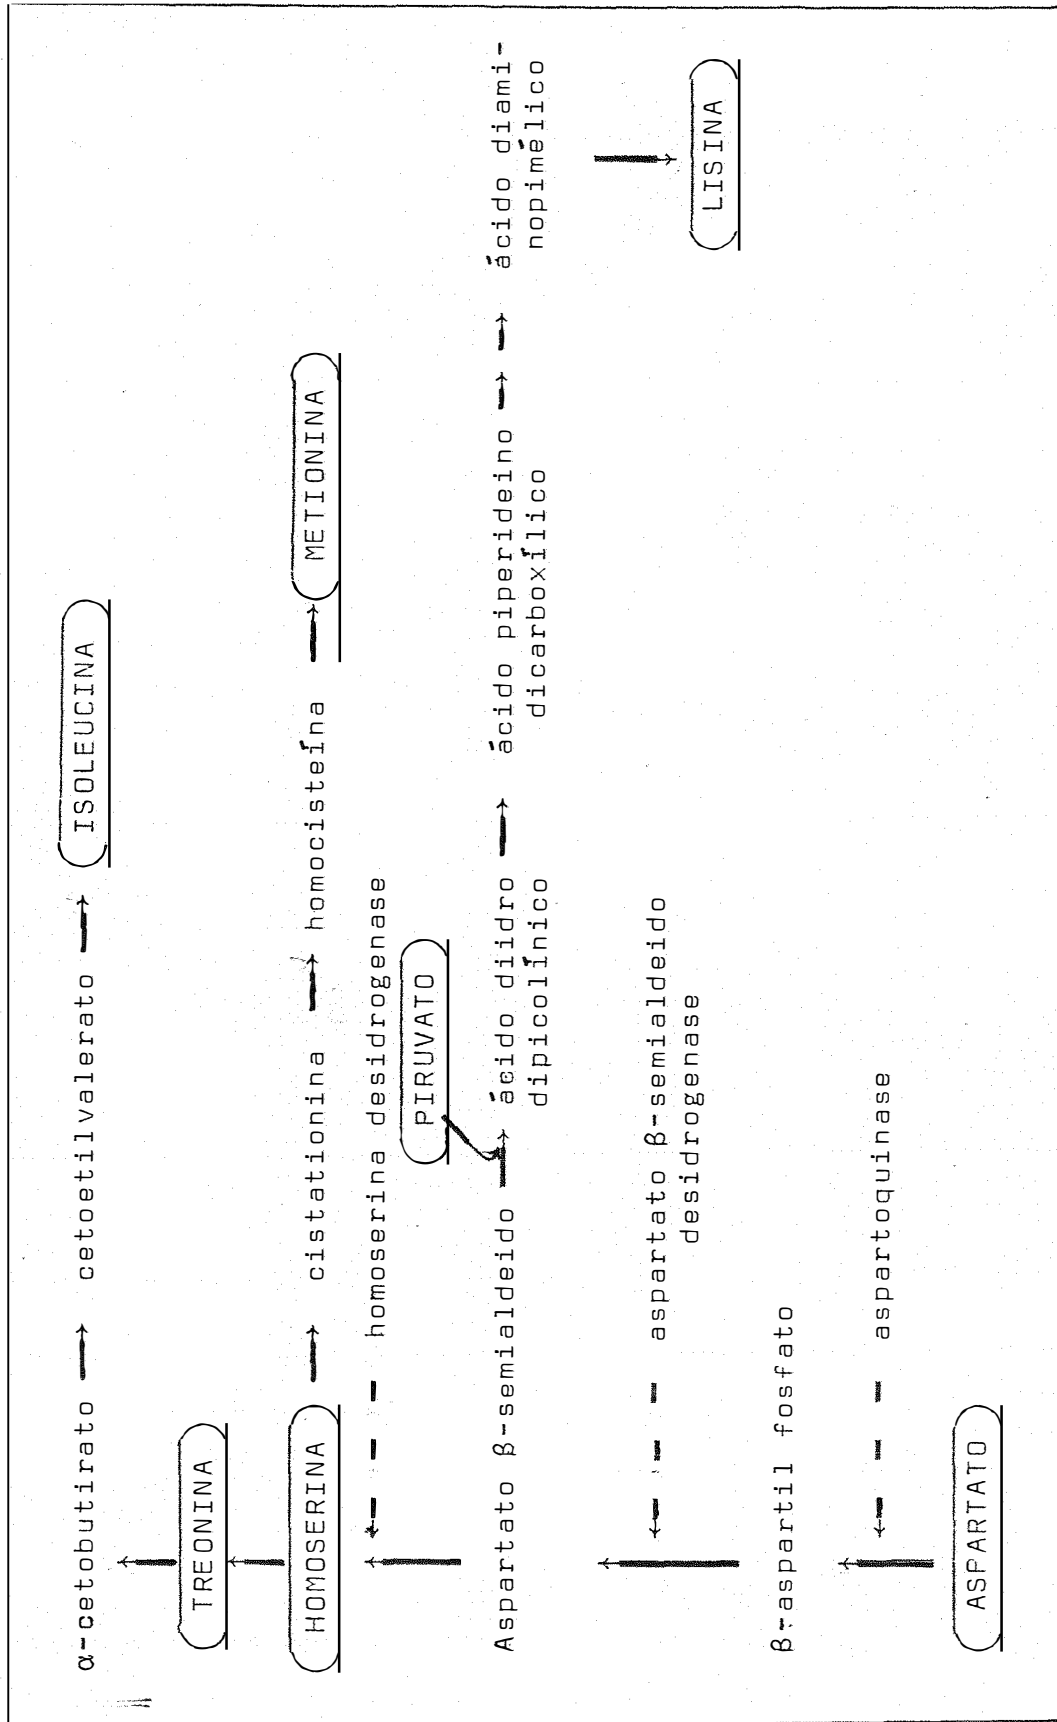 α-cetobutirato
cetoetilvalerato
ISOLEUCINA
TREONINA
HOMOSERINA
cistationina
homocisteína
METIONINA
homoserina desidrogenase
PIRUVATO
Aspartato β-semialdeido
ácido diidro
dipicolínico
ácido piperideino
dicarboxílico
ácido diami-
nopimélico
LISINA
aspartato β-semialdeido
desidrogenase
β-aspartil fosfato
aspartoquinase
ASPARTATO